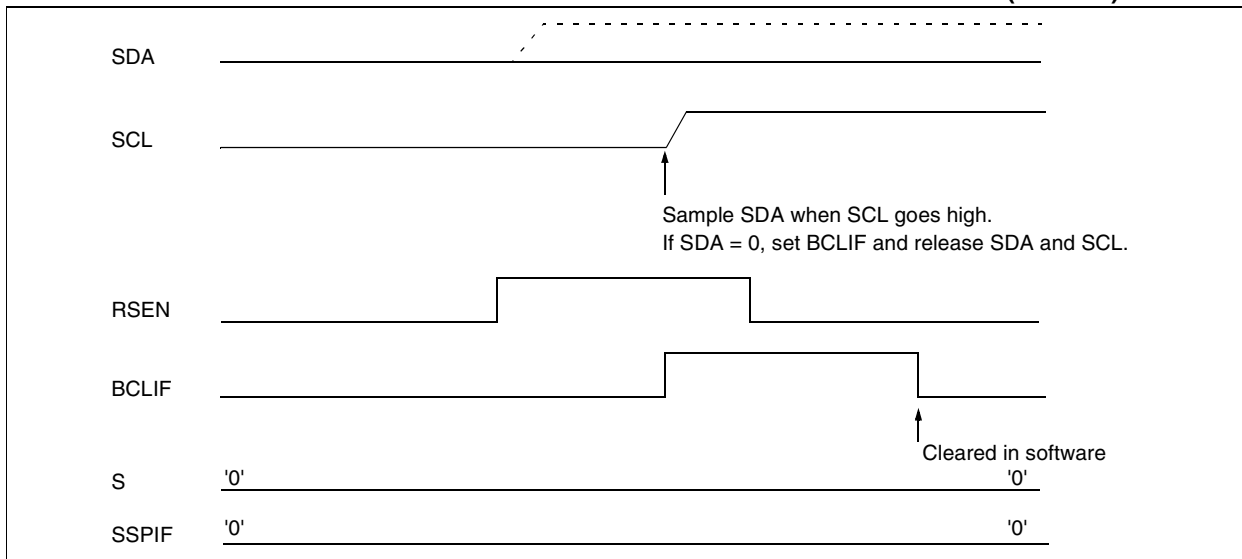 SDA
SCL
Sample SDA when SCL goes high.
If SDA = 0, set BCLIF and release SDA and SCL.
RSEN
BCLIF
Cleared in software
S '0' '0'
SSPIF '0' '0'